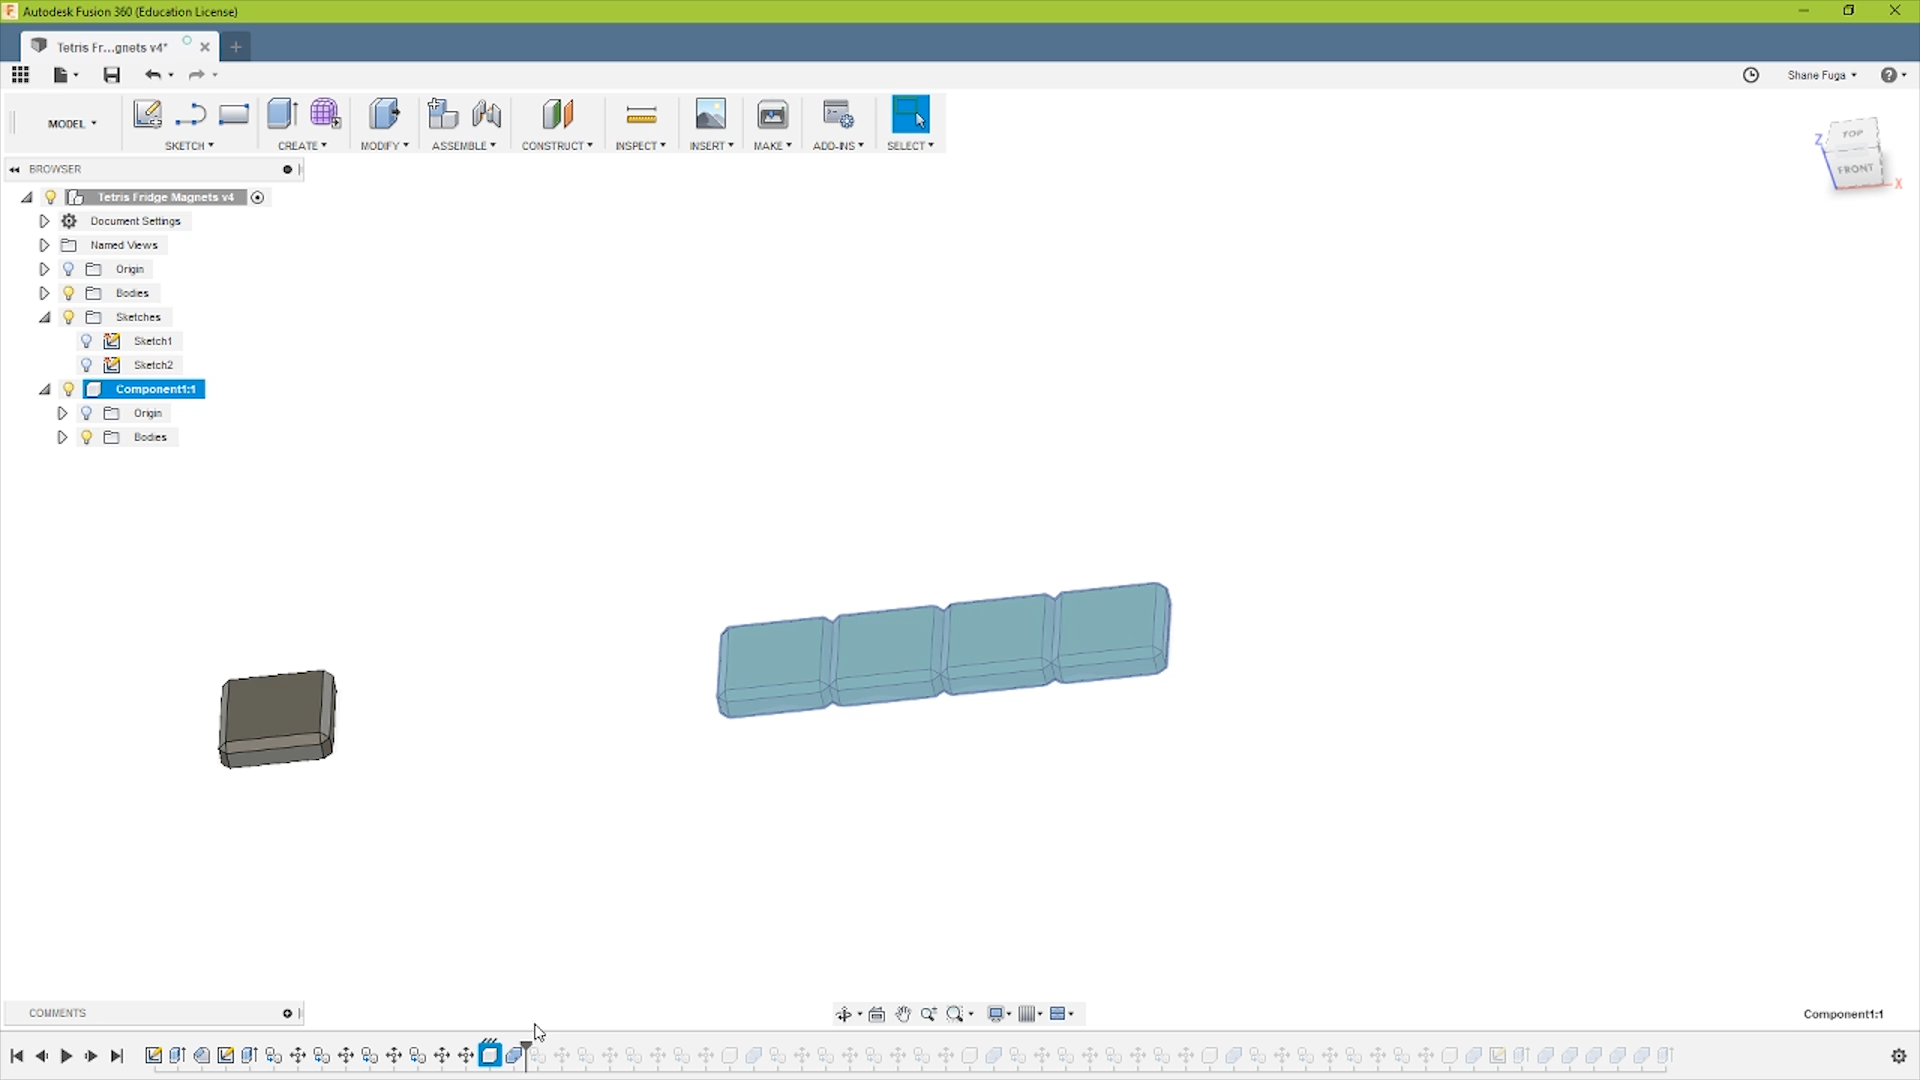 Autodesk Fusion 360 (Education License)
Tetris Fr...gnets v4*
Shane Fuga
MODEL
SKETCH
CREATE
MODIFY
ASSEMBLE
CONSTRUCT
INSPECT
INSERT
MAKE
ADD-INS
SELECT
BROWSER
TOP
Z
FRONT
X
Tetris Fridge Magnets v4
Document Settings
Named Views
Origin
Bodies
Sketches
Sketch1
Sketch2
Component1:1
Origin
Bodies
COMMENTS
Component1:1